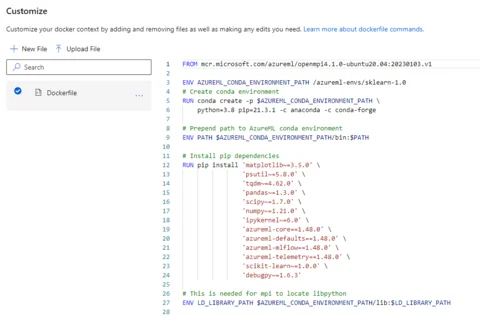 Customize
Customize your docker context by adding and removing files as well as making any edits you need. Learn more about dockerfile commands.
+ New File Upload File
Search
Dockerfile ...
1 FROM mcr.microsoft.com/azureml/openmpi4.1.0-ubuntu20.04:20230103.v1
2
3 ENV AZUREML_CONDA_ENVIRONMENT_PATH /azureml-envs/sklearn-1.0
4 # Create conda environment
5 RUN conda create -p $AZUREML_CONDA_ENVIRONMENT_PATH \
6 python=3.8 pip=21.3.1 -c anaconda -c conda-forge
7
8 # Prepend path to AzureML conda environment
9 ENV PATH $AZUREML_CONDA_ENVIRONMENT_PATH/bin:$PATH
10
11 # Install pip dependencies
12 RUN pip install 'matplotlib~=3.5.0' \
13 'psutil~=5.8.0' \
14 'tqdm~=4.62.0' \
15 'pandas~=1.3.0' \
16 'scipy~=1.7.0' \
17 'numpy~=1.21.0' \
18 'ipykernel~=6.0' \
19 'azureml-core==1.48.0' \
20 'azureml-defaults==1.48.0' \
21 'azureml-mlflow==1.48.0' \
22 'azureml-telemetry==1.48.0' \
23 'scikit-learn~=1.0.0' \
24 'debugpy~=1.6.3'
25
26 # This is needed for mpi to locate libpython
27 ENV LD_LIBRARY_PATH $AZUREML_CONDA_ENVIRONMENT_PATH/lib:$LD_LIBRARY_PATH
28